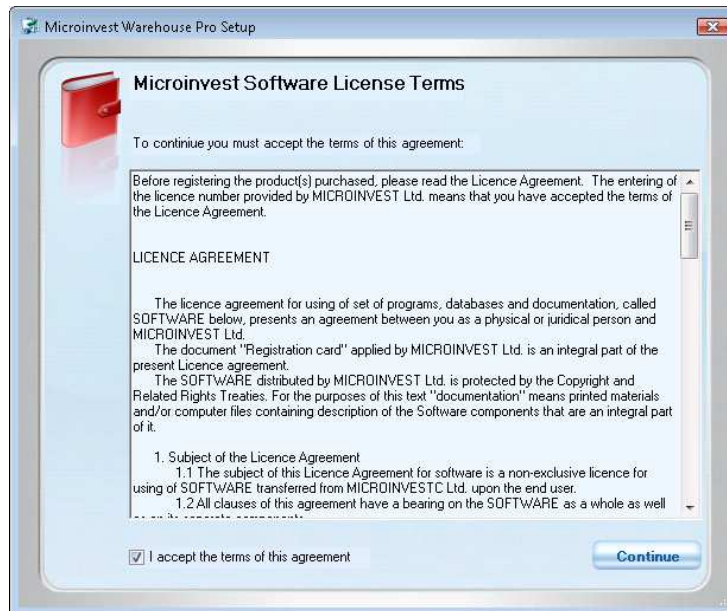 Microinvest Warehouse Pro Setup
Microinvest Software License Terms
To continiue you must accept the terms of this agreement:
Before registering the product(s) purchased, please read the Licence Agreement. The entering of
the licence number provided by MICROINVEST Ltd. means that you have accepted the terms of
the Licence Agreement.
LICENCE AGREEMENT
The licence agreement for using of set of programs, databases and documentation, called
SOFTWARE below, presents an agreement between you as a physical or juridical person and
MICROINVEST Ltd.
The document "Registration card" applied by MICROINVEST Ltd. is an integral part of the
present Licence agreement.
The SOFTWARE distributed by MICROINVEST Ltd. is protected by the Copyright and
Related Rights Treaties. For the purposes of this text "documentation" means printed materials
and/or computer files containing description of the Software components that are an integral part
of it.
1. Subject of the Licence Agreement
1.1 The subject of this Licence Agreement for software is a non-exclusive licence for
using of SOFTWARE transferred from MICROINVESTC Ltd. upon the end user.
1.2 All clauses of this agreement have a bearing on the SOFTWARE as a whole as well
I accept the terms of this agreement
Continue